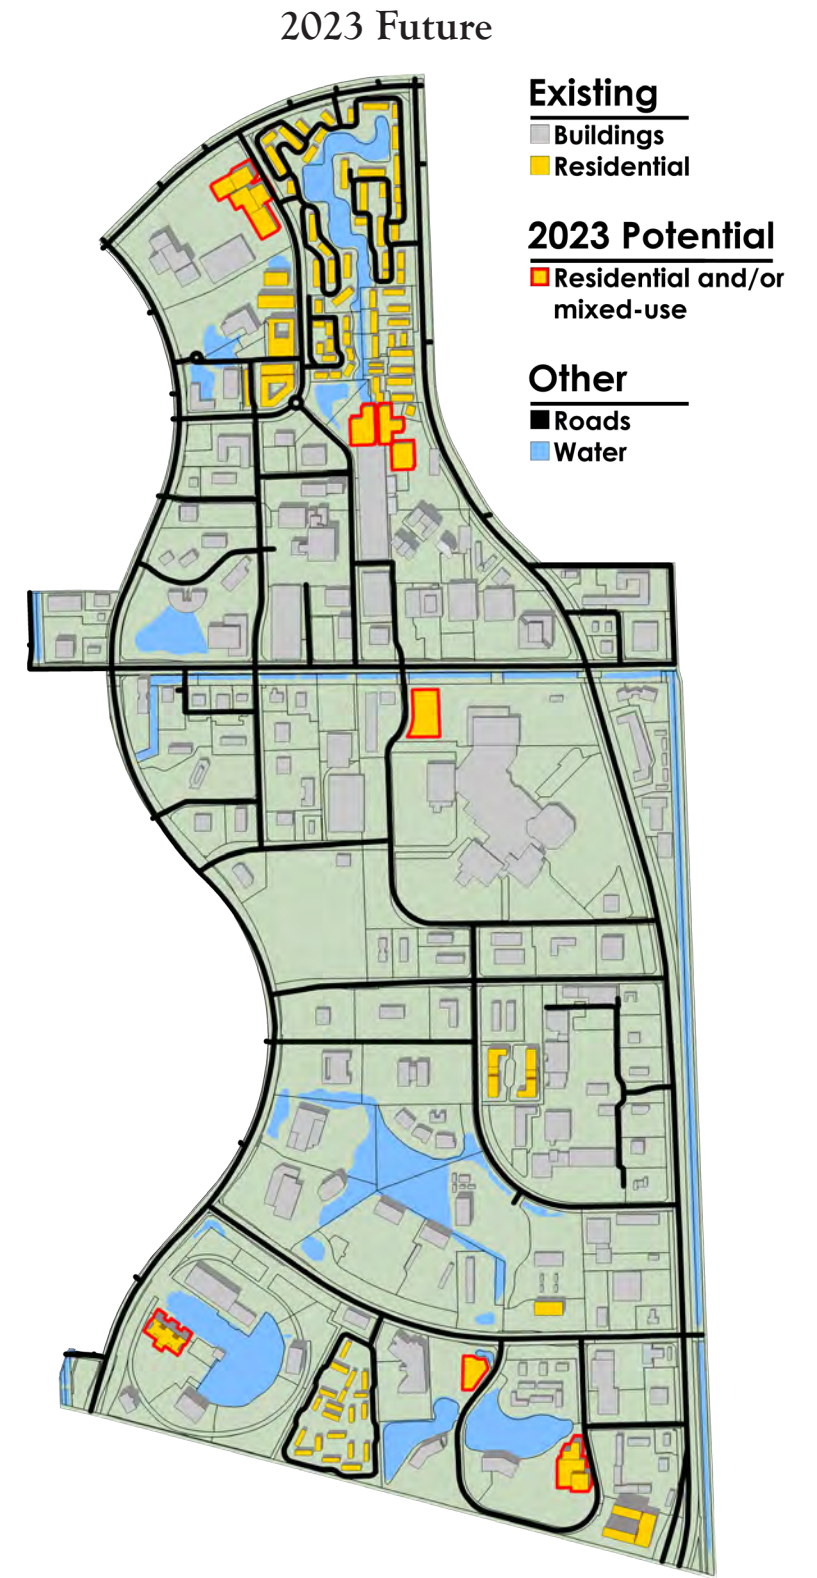 2023 Future
Existing
Buildings
Residential
2023 Potential
Residential and/or
mixed-use
Other
Roads
Water